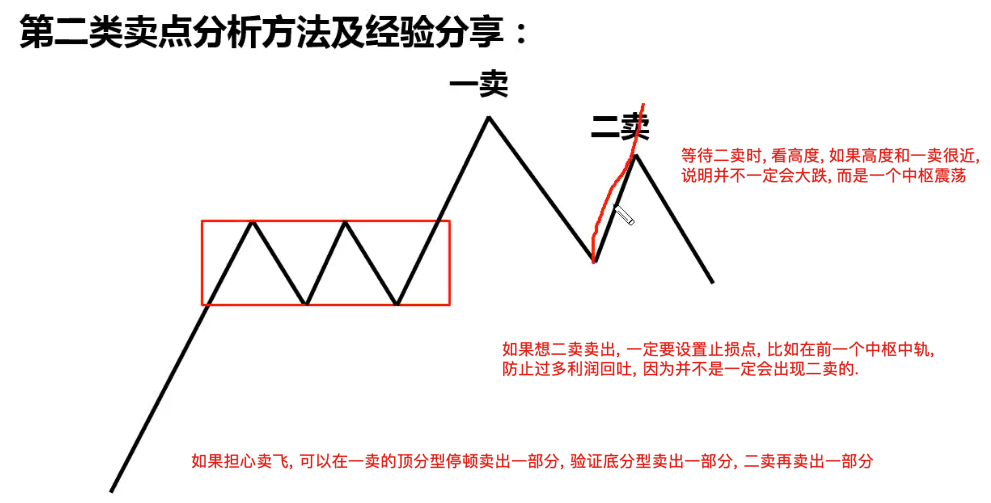 第二类卖点分析方法及经验分享：
一卖
二卖
等待二卖时, 看高度, 如果高度和一卖很近,
说明并不一定会大跌, 而是一个中枢震荡
如果想二卖卖出, 一定要设置止损点, 比如在前一个中枢中轨,
防止过多利润回吐, 因为并不是一定会出现二卖的.
如果担心卖飞, 可以在一卖的顶分型停顿卖出一部分, 验证底分型卖出一部分, 二卖再卖出一部分